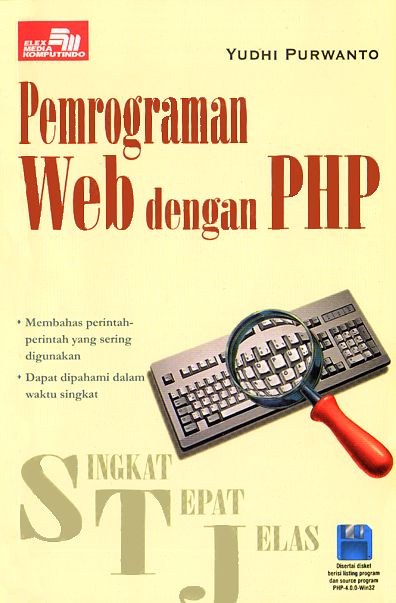 ELEX
MEDIA
KOMPUTINDO
YUDHI PURWANTO
Pemrograman
Web dengan PHP
• Membahas perintah-
perintah yang sering
digunakan
• Dapat dipahami dalam
waktu singkat
SINGKAT
TEPAT
JELAS
Disertai disket
berisi listing program
dan source program
PHP-4.0.0-Win32